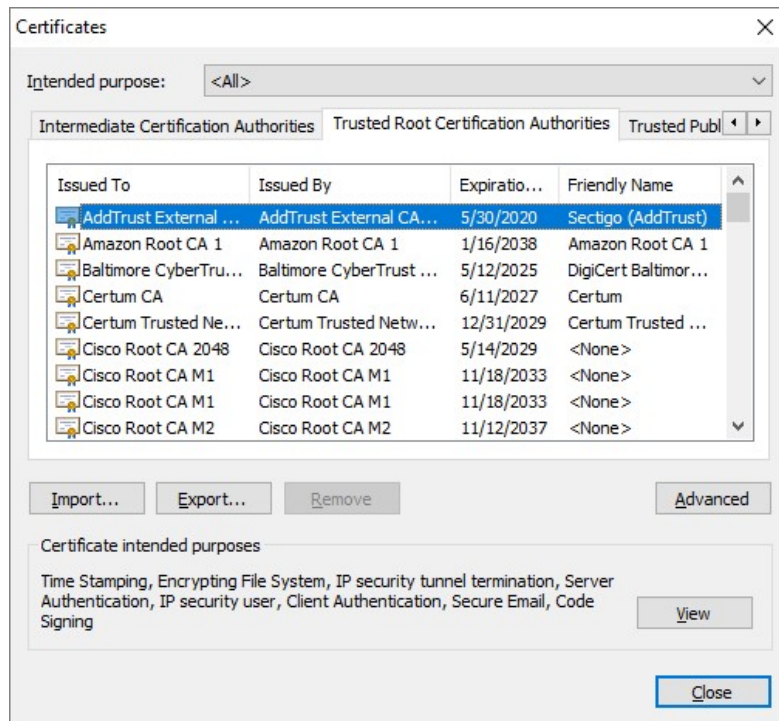 Certificates
Intended purpose: <All>
Intermediate Certification Authorities Trusted Root Certification Authorities Trusted Publ
Issued To Issued By Expiratio... Friendly Name
AddTrust External ... AddTrust External CA... 5/30/2020 Sectigo (AddTrust)
Amazon Root CA 1 Amazon Root CA 1 1/16/2038 Amazon Root CA 1
Baltimore CyberTru... Baltimore CyberTrust ... 5/12/2025 DigiCert Baltimor...
Certum CA Certum CA 6/11/2027 Certum
Certum Trusted Ne... Certum Trusted Netw... 12/31/2029 Certum Trusted ...
Cisco Root CA 2048 Cisco Root CA 2048 5/14/2029 <None>
Cisco Root CA M1 Cisco Root CA M1 11/18/2033 <None>
Cisco Root CA M1 Cisco Root CA M1 11/18/2033 <None>
Cisco Root CA M2 Cisco Root CA M2 11/12/2037 <None>
Import... Export... Remove Advanced
Certificate intended purposes
Time Stamping, Encrypting File System, IP security tunnel termination, Server
Authentication, IP security user, Client Authentication, Secure Email, Code
Signing
View
Close